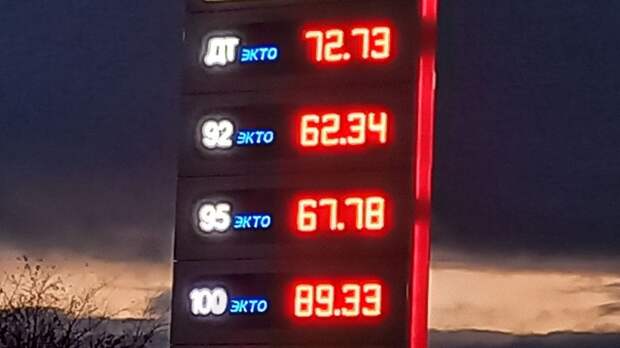 ДТ ЭКТО 72.73
92 ЭКТО 62.34
95 ЭКТО 67.78
100 ЭКТО 89.33